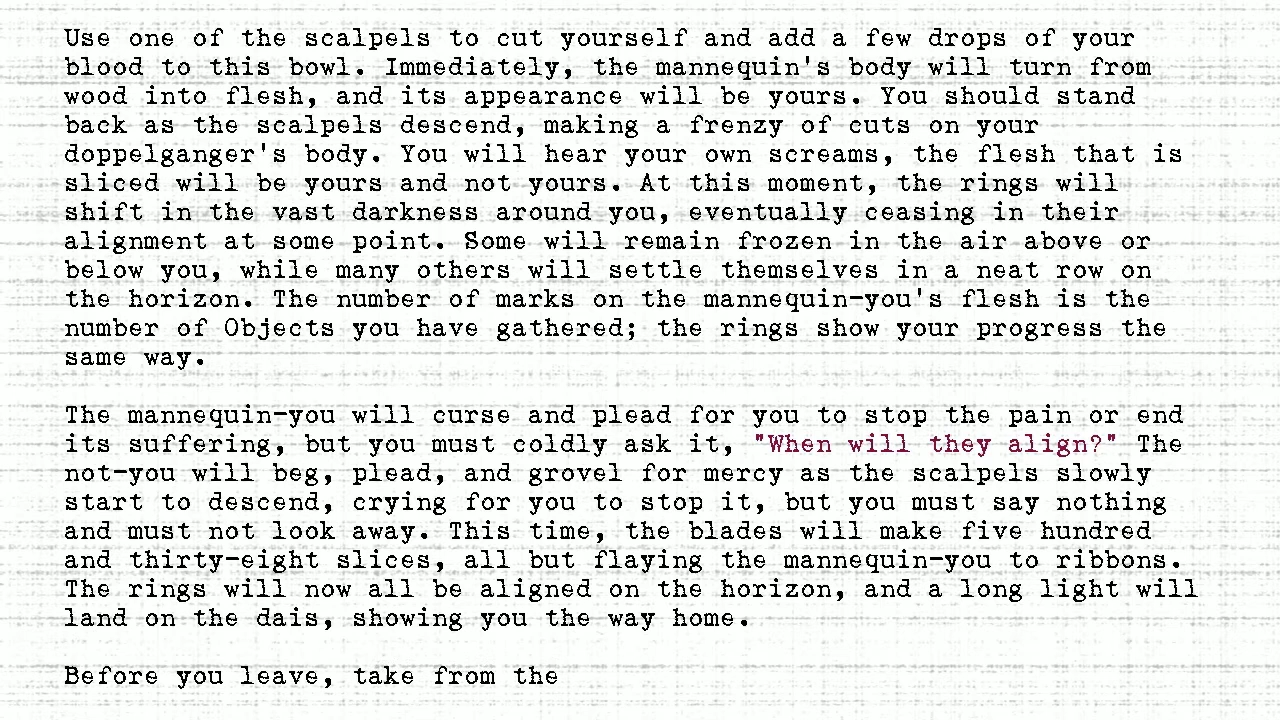 Use one of the scalpels to cut yourself and add a few drops of your
blood to this bowl. Immediately, the mannequin's body will turn from
wood into flesh, and its appearance will be yours. You should stand
back as the scalpels descend, making a frenzy of cuts on your
doppelganger's body. You will hear your own screams, the flesh that is
sliced will be yours and not yours. At this moment, the rings will
shift in the vast darkness around you, eventually ceasing in their
alignment at some point. Some will remain frozen in the air above or
below you, while many others will settle themselves in a neat row on
the horizon. The number of marks on the mannequin-you's flesh is the
number of Objects you have gathered; the rings show your progress the
same way.
The mannequin-you will curse and plead for you to stop the pain or end
its suffering, but you must coldly ask it, "When will they align?" The
not-you will beg, plead, and grovel for mercy as the scalpels slowly
start to descend, crying for you to stop it, but you must say nothing
and must not look away. This time, the blades will make five hundred
and thirty-eight slices, all but flaying the mannequin-you to ribbons.
The rings will now all be aligned on the horizon, and a long light will
land on the dais, showing you the way home.
Before you leave, take from the